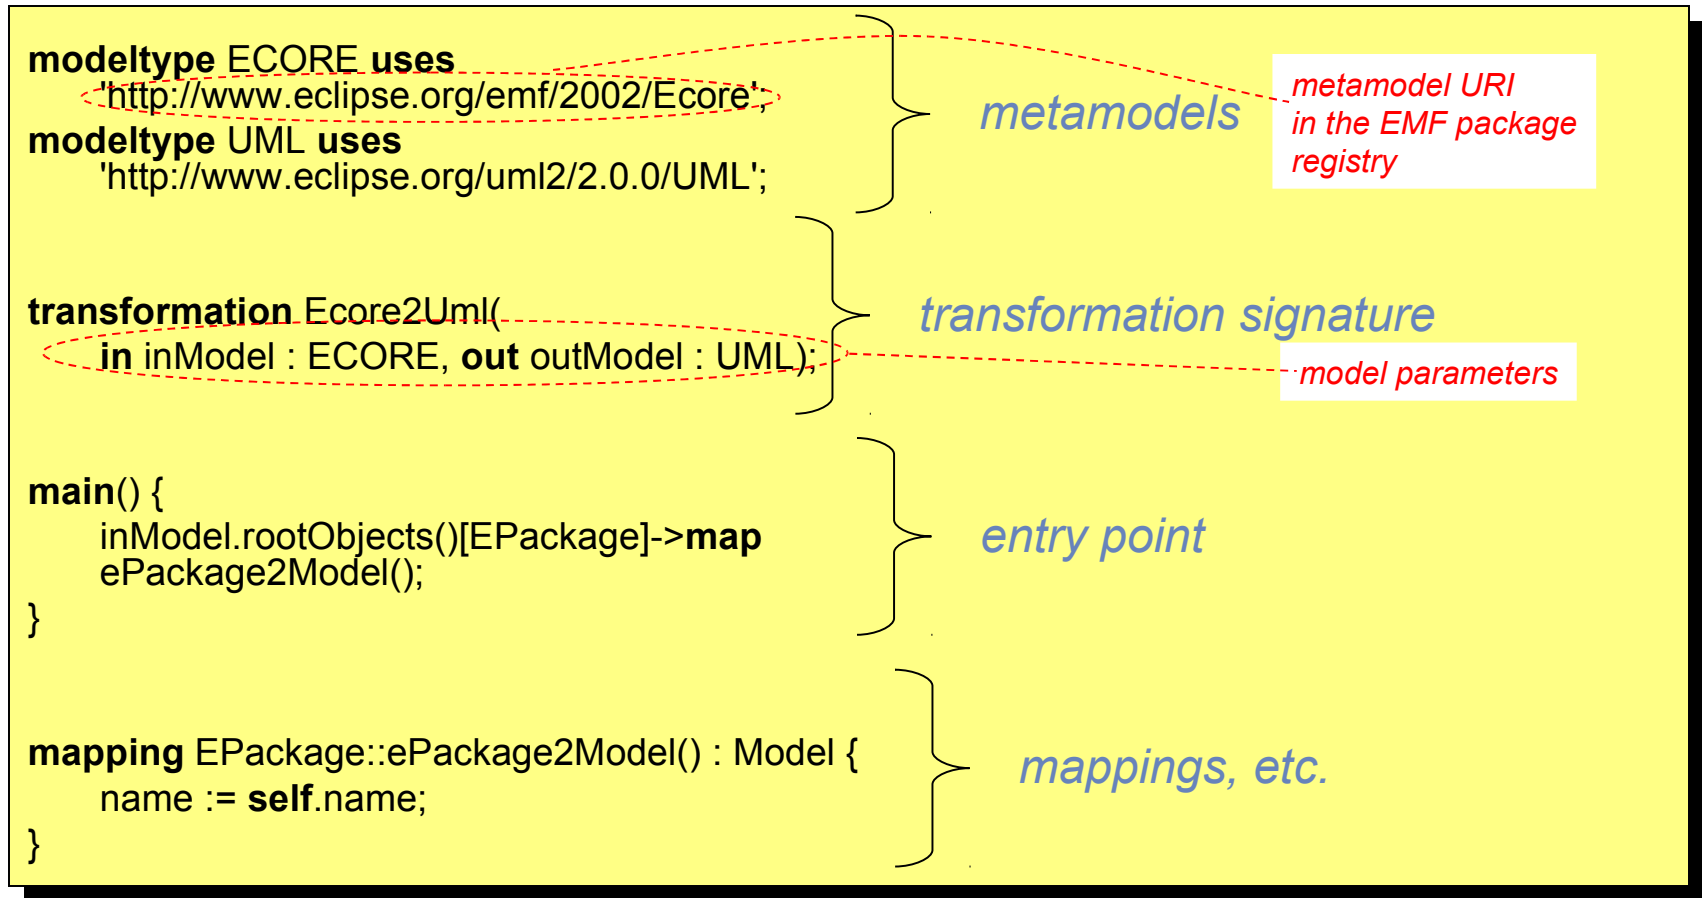 modeltype ECORE uses
'http://www.eclipse.org/emf/2002/Ecore';
modeltype UML uses
'http://www.eclipse.org/uml2/2.0.0/UML';
metamodels
metamodel URI
in the EMF package
registry
transformation Ecore2Uml(
in inModel : ECORE, out outModel : UML);
transformation signature
model parameters
main() {
inModel.rootObjects()[EPackage]->map
ePackage2Model();
}
entry point
mapping EPackage::ePackage2Model() : Model {
name := self.name;
}
mappings, etc.